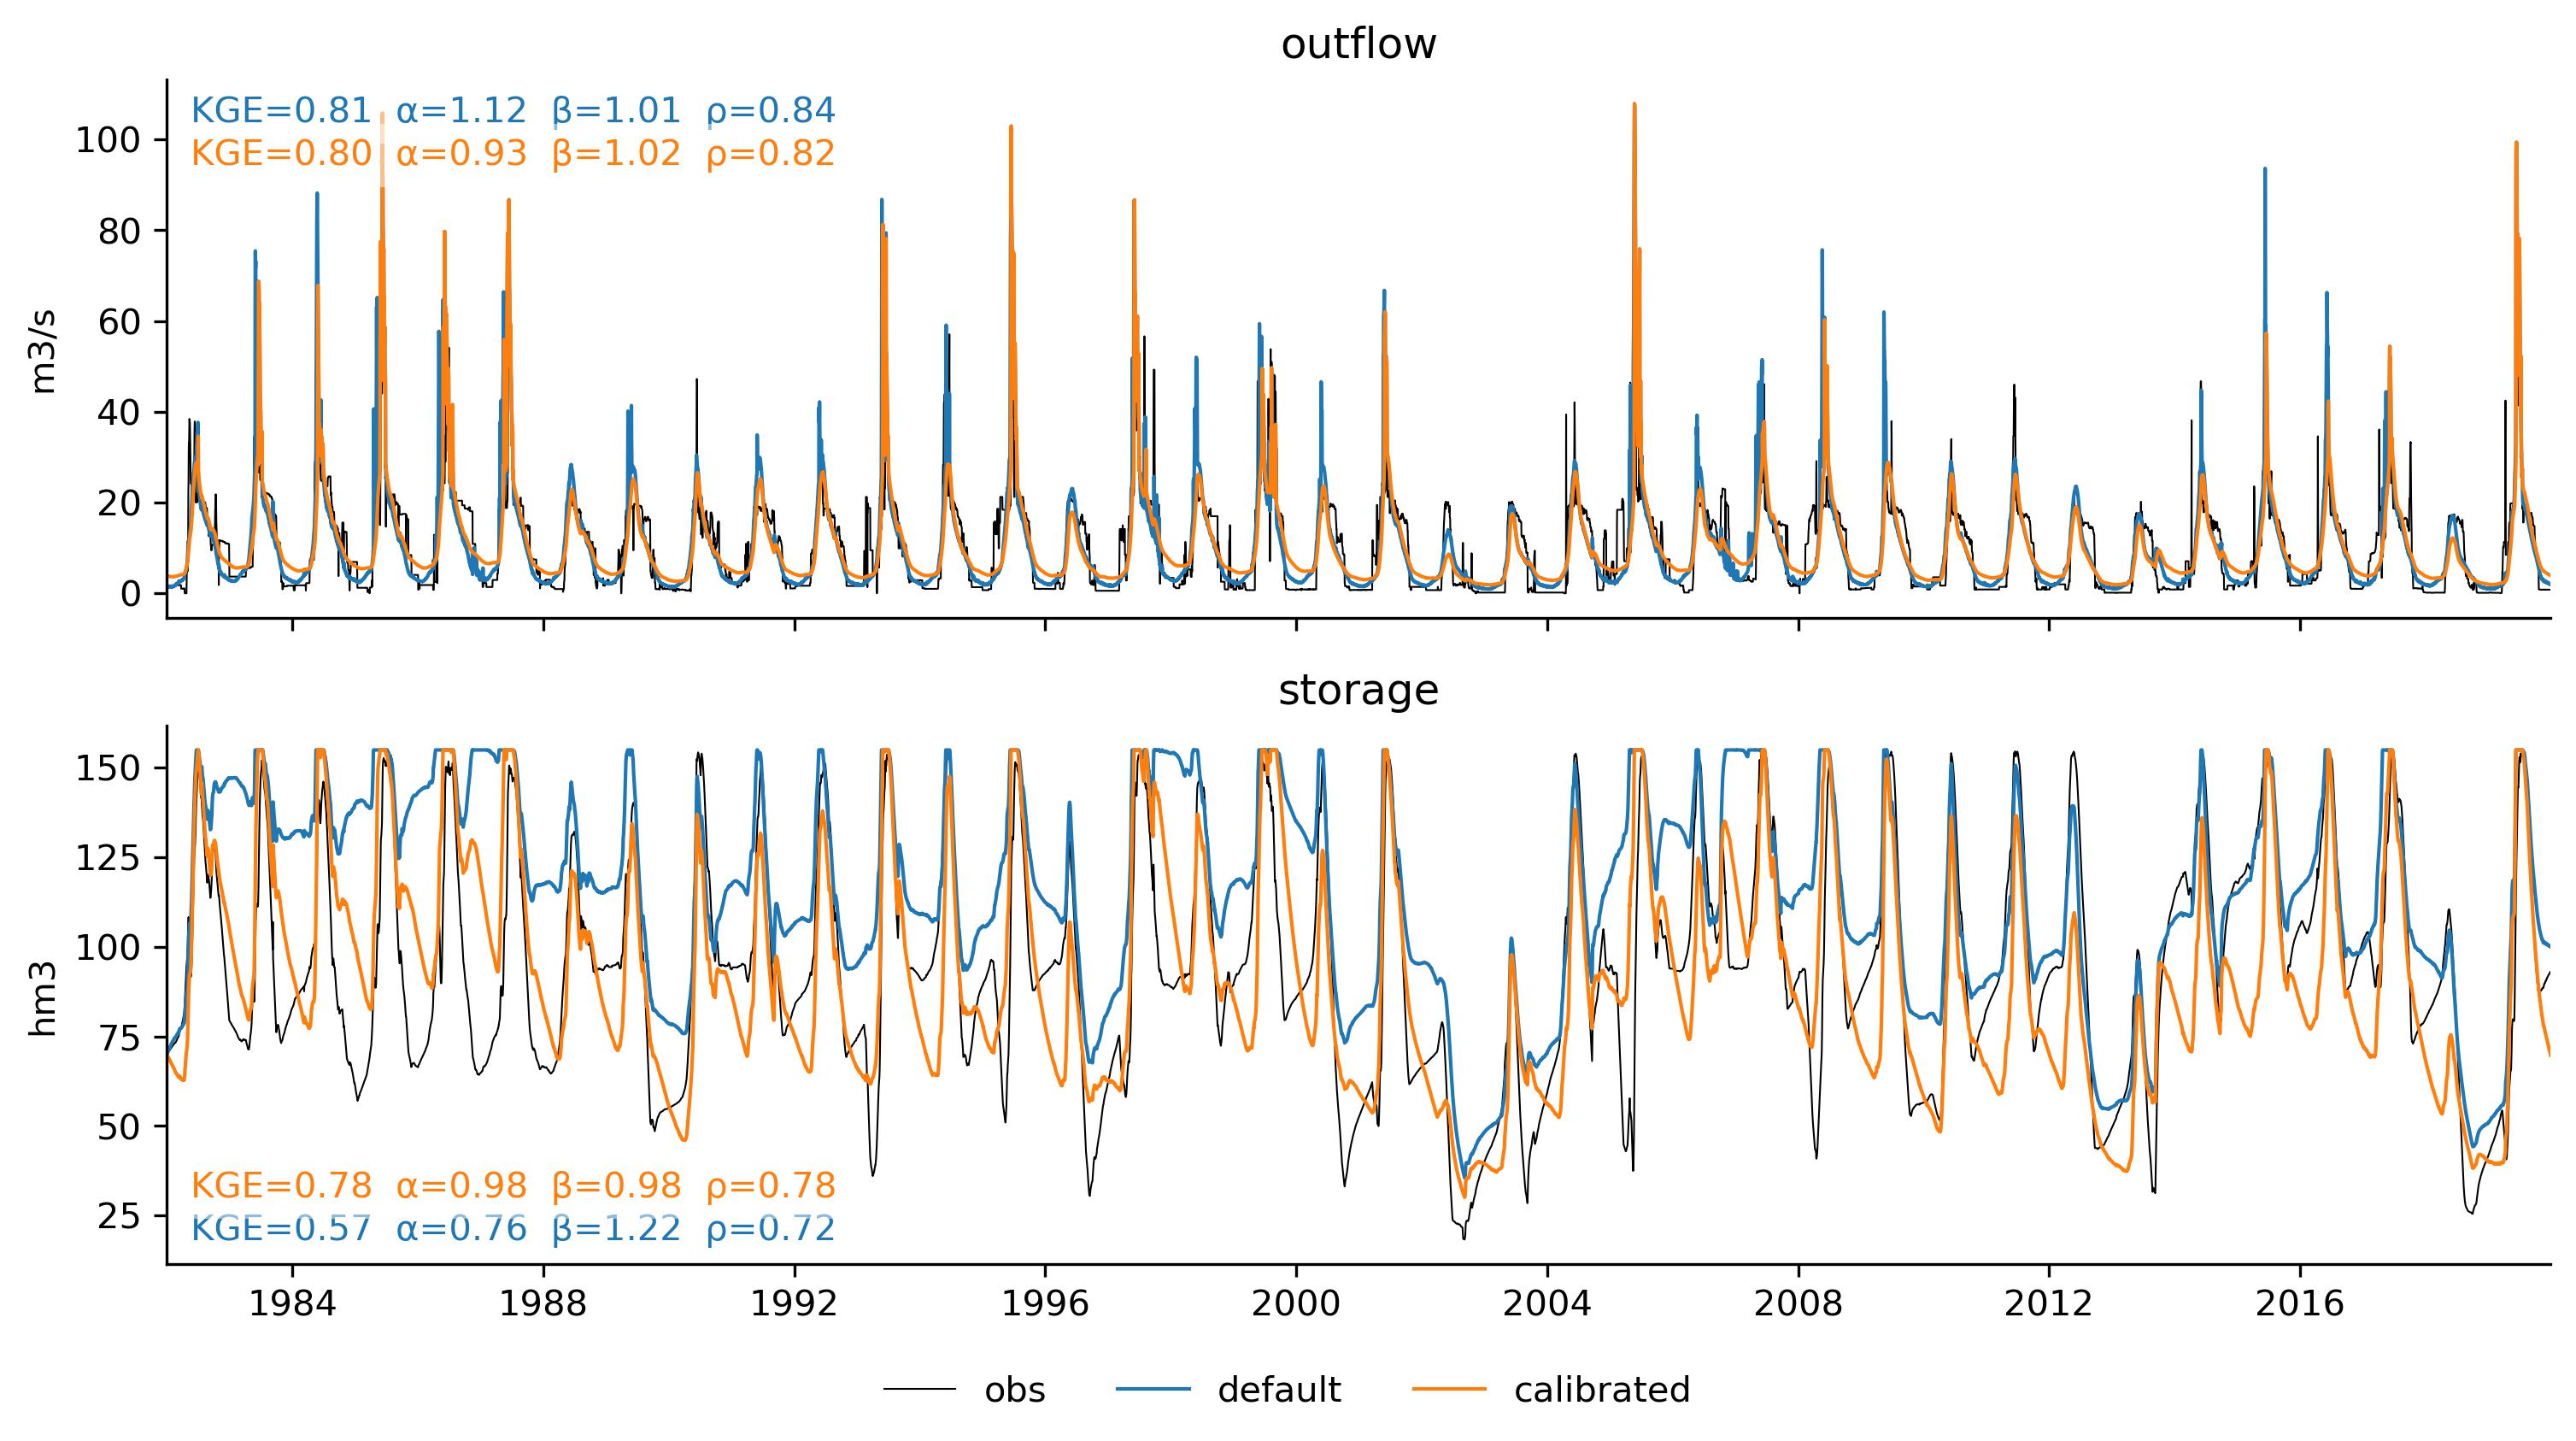 outflow
KGE=0.81 α=1.12 β=1.01 ρ=0.84
KGE=0.80 α=0.93 β=1.02 ρ=0.82
m3/s
100
80
60
40
20
0
storage
hm3
150
125
100
75
50
25
KGE=0.78 α=0.98 β=0.98 ρ=0.78
KGE=0.57 α=0.76 β=1.22 ρ=0.72
1984 1988 1992 1996 2000 2004 2008 2012 2016
obs default calibrated